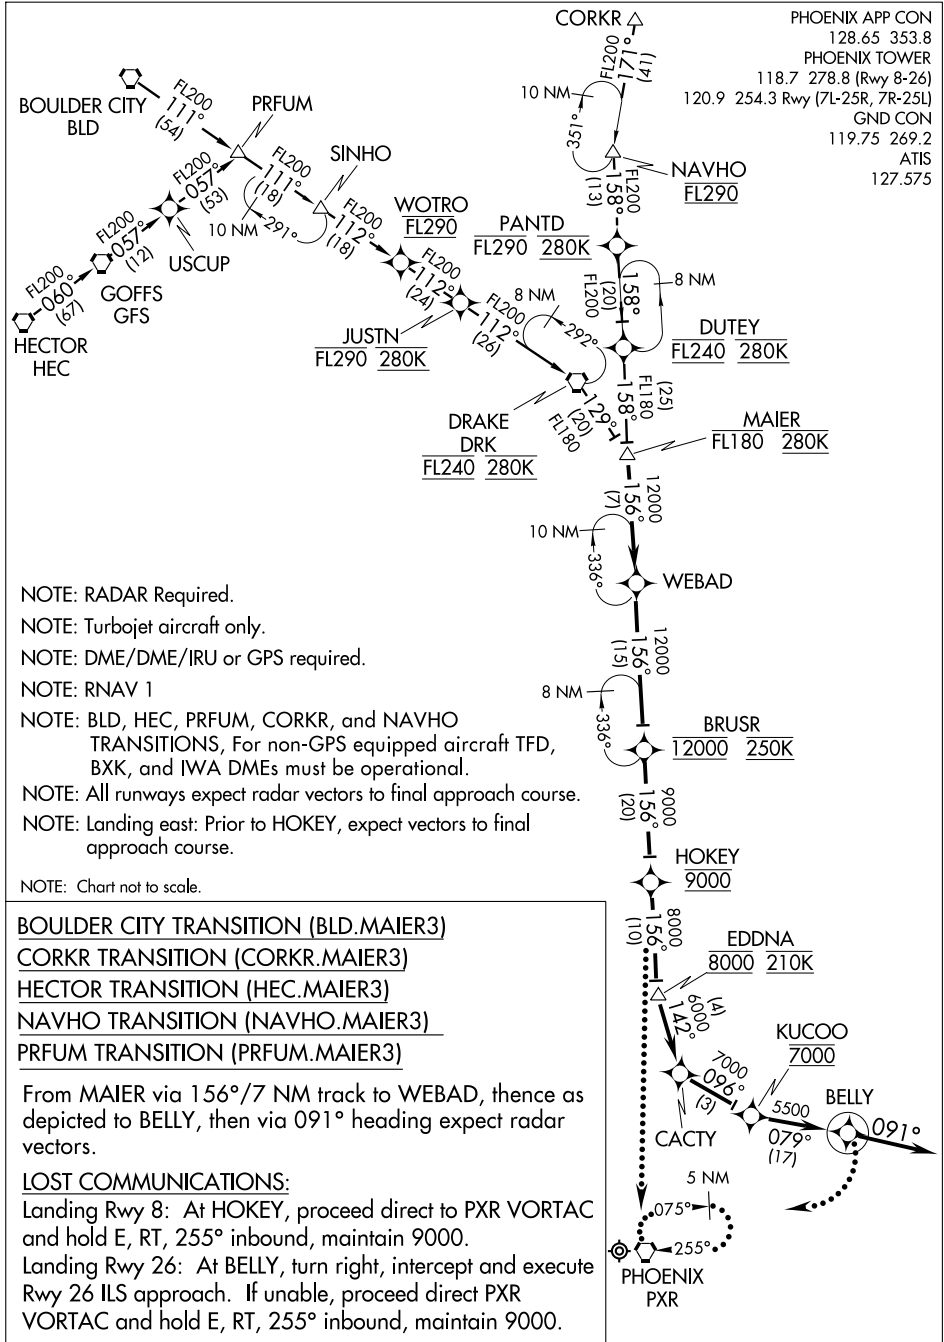 CORKR
PHOENIX APP CON
128.65 353.8
PHOENIX TOWER
118.7 278.8 (Rwy 8-26)
120.9 254.3 Rwy (7L-25R, 7R-25L)
GND CON
119.75 269.2
ATIS
127.575
FL200
171°
(41)
10 NM
351°
NAVHO
FL290
BOULDER CITY
BLD
FL200
111°
(54)
PRFUM
FL200
111°
(18)
SINHO
10 NM
291°
FL200
057°
(53)
USCUP
FL200
057°
(12)
GOFFS
GFS
FL200
060°
(67)
HECTOR
HEC
FL200
112°
(18)
WOTRO
FL290
FL200
112°
(24)
JUSTN
FL290 280K
FL200
112°
(26)
8 NM
292°
FL200
158°
(13)
PANTD
FL290 280K
158°
(20)
FL200
8 NM
DUTEY
FL240 280K
DRAKE
DRK
FL240 280K
129°
(20)
FL180
158°
FL180
(25)
MAIER
FL180 280K
12000
156°
(7)
10 NM
336°
WEBAD
12000
156°
(15)
8 NM
336°
BRUSR
12000 250K
9000
156°
(20)
HOKEY
9000
8000
156°
(10)
EDDNA
8000 210K
(4)
6000
142°
CACTY
7000
096°
(3)
KUCOO
7000
5500
079°
(17)
BELLY
091°
5 NM
075°
255°
PHOENIX
PXR
NOTE: RADAR Required.
NOTE: Turbojet aircraft only.
NOTE: DME/DME/IRU or GPS required.
NOTE: RNAV 1
NOTE: BLD, HEC, PRFUM, CORKR, and NAVHO
TRANSITIONS, For non-GPS equipped aircraft TFD,
BXK, and IWA DMEs must be operational.
NOTE: All runways expect radar vectors to final approach course.
NOTE: Landing east: Prior to HOKEY, expect vectors to final
approach course.
NOTE: Chart not to scale.
BOULDER CITY TRANSITION (BLD.MAIER3)
CORKR TRANSITION (CORKR.MAIER3)
HECTOR TRANSITION (HEC.MAIER3)
NAVHO TRANSITION (NAVHO.MAIER3)
PRFUM TRANSITION (PRFUM.MAIER3)
From MAIER via 156°/7 NM track to WEBAD, thence as
depicted to BELLY, then via 091° heading expect radar
vectors.
LOST COMMUNICATIONS:
Landing Rwy 8: At HOKEY, proceed direct to PXR VORTAC
and hold E, RT, 255° inbound, maintain 9000.
Landing Rwy 26: At BELLY, turn right, intercept and execute
Rwy 26 ILS approach. If unable, proceed direct PXR
VORTAC and hold E, RT, 255° inbound, maintain 9000.